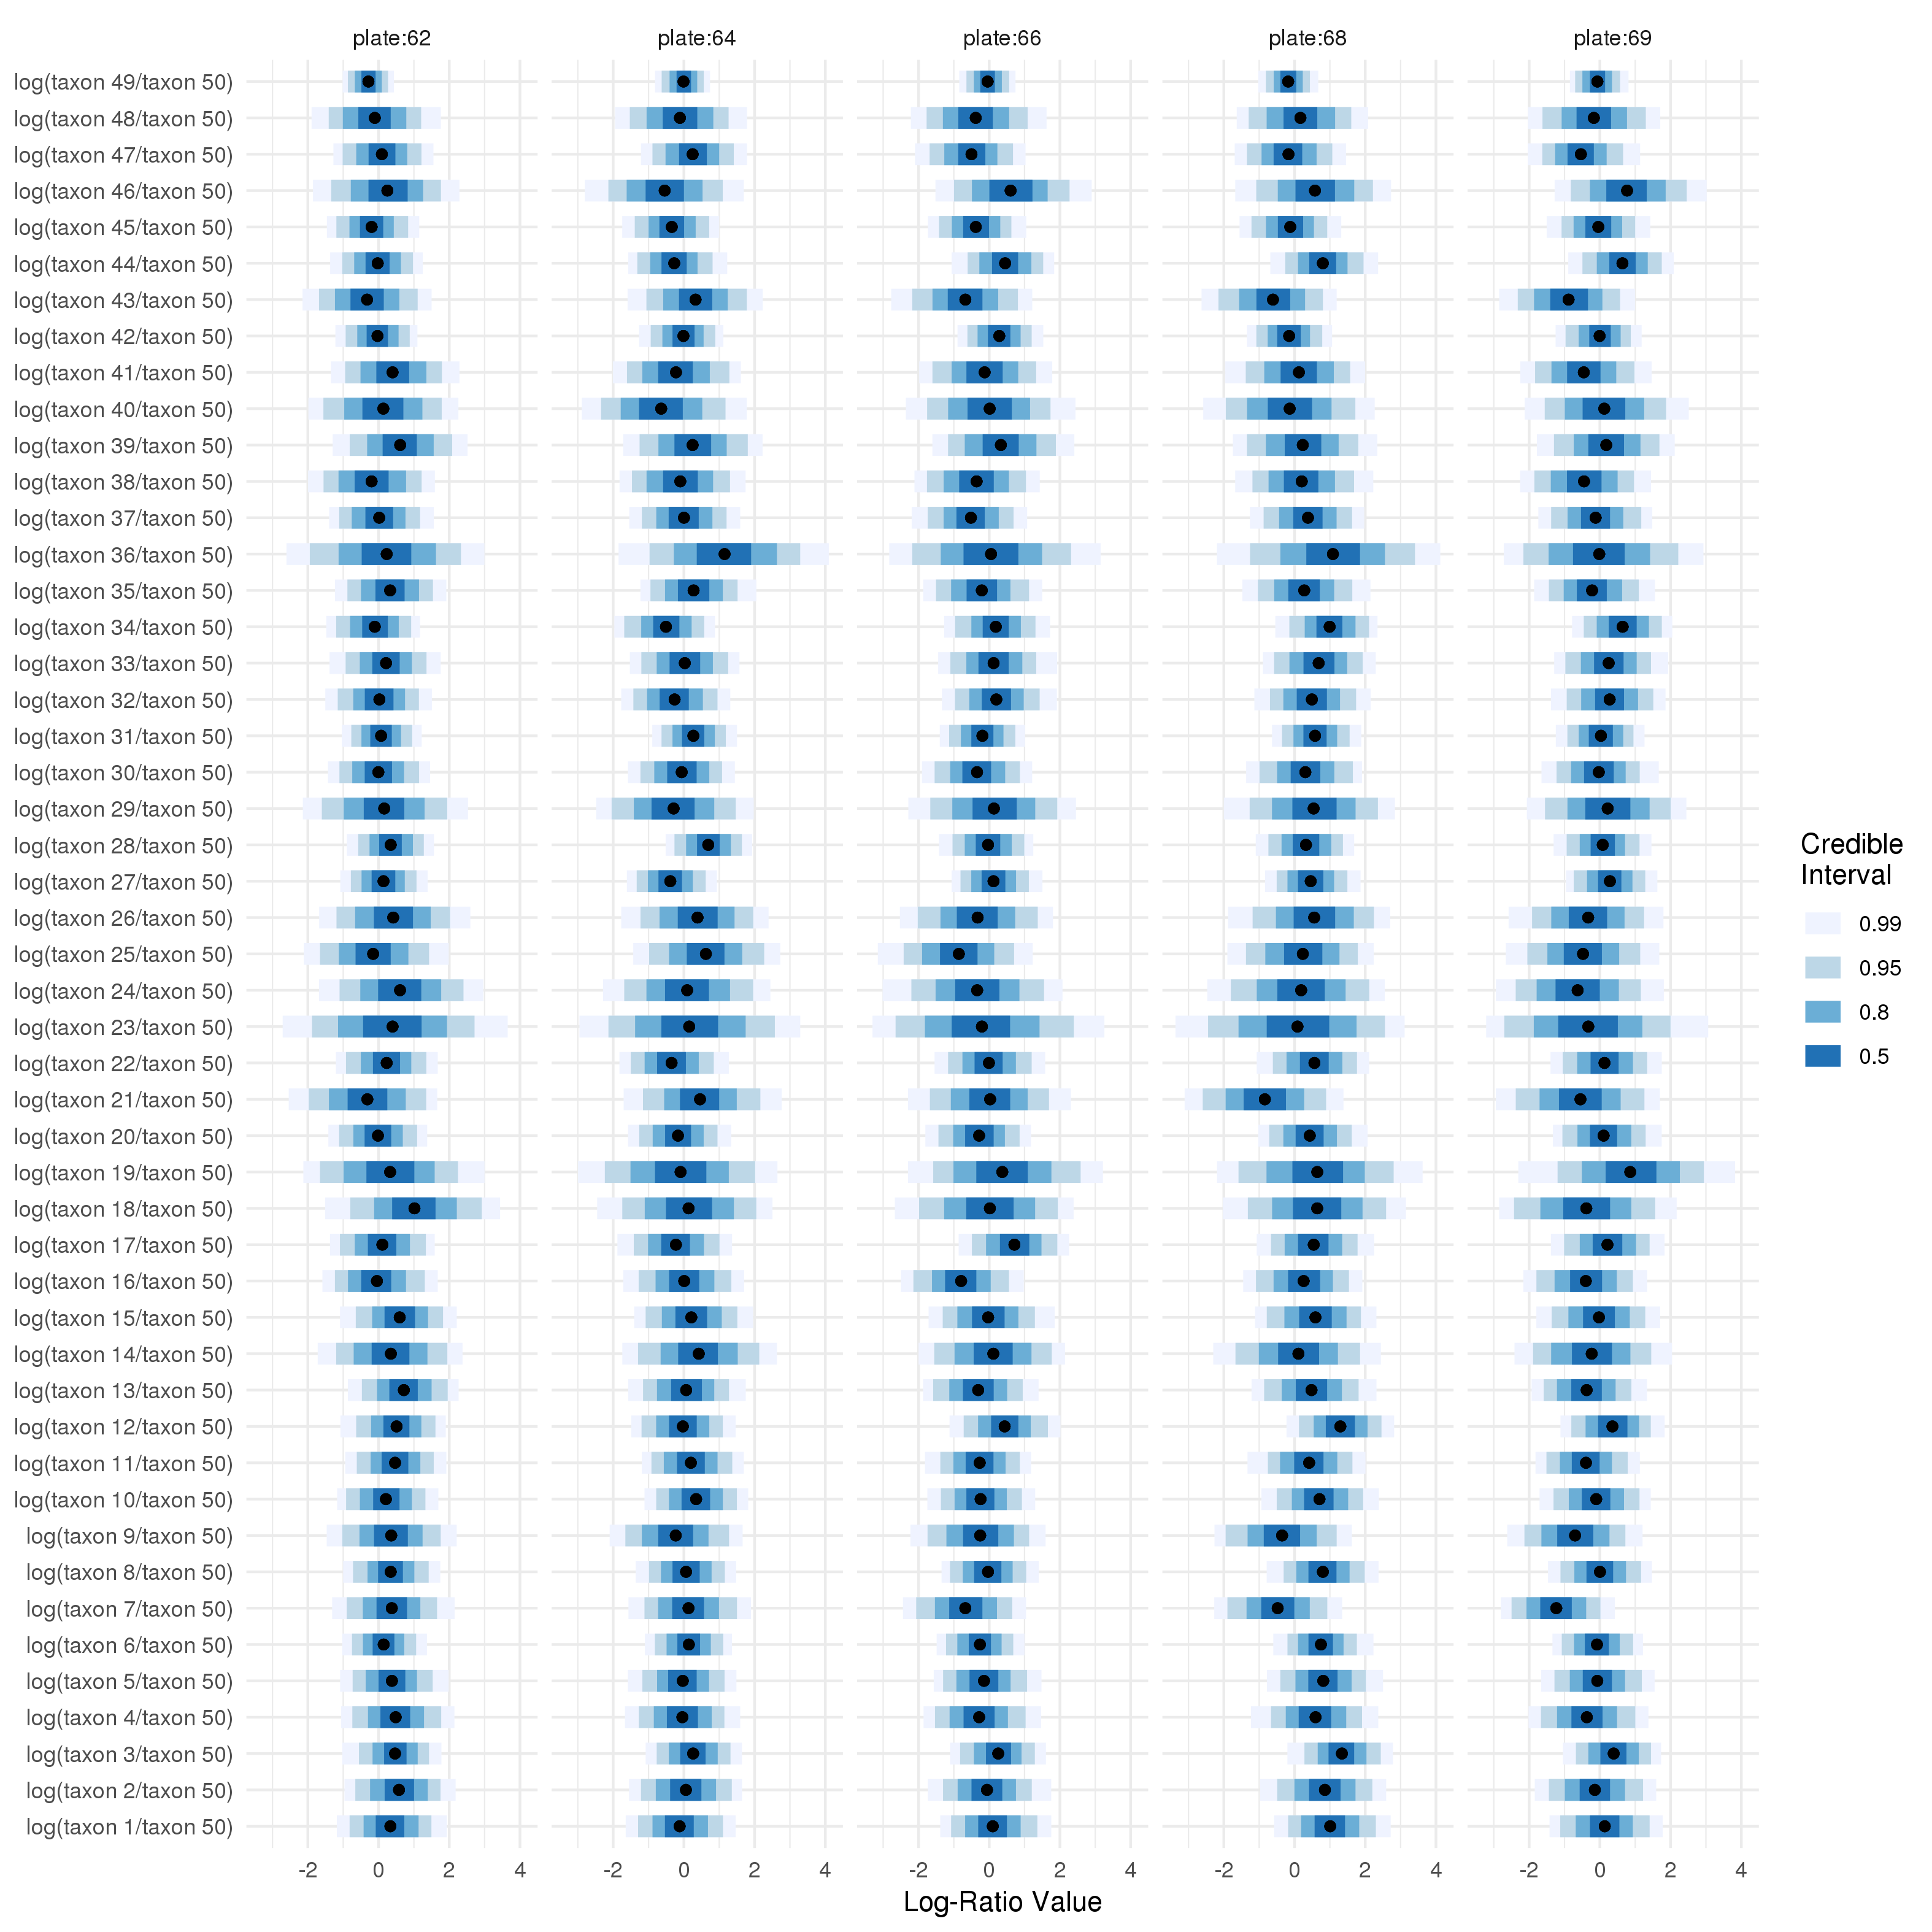 plate:62 plate:64 plate:66 plate:68 plate:69
log(taxon 49/taxon 50)
log(taxon 48/taxon 50)
log(taxon 47/taxon 50)
log(taxon 46/taxon 50)
log(taxon 45/taxon 50)
log(taxon 44/taxon 50)
log(taxon 43/taxon 50)
log(taxon 42/taxon 50)
log(taxon 41/taxon 50)
log(taxon 40/taxon 50)
log(taxon 39/taxon 50)
log(taxon 38/taxon 50)
log(taxon 37/taxon 50)
log(taxon 36/taxon 50)
log(taxon 35/taxon 50)
log(taxon 34/taxon 50)
log(taxon 33/taxon 50)
log(taxon 32/taxon 50)
log(taxon 31/taxon 50)
log(taxon 30/taxon 50)
log(taxon 29/taxon 50)
log(taxon 28/taxon 50)
log(taxon 27/taxon 50)
log(taxon 26/taxon 50)
log(taxon 25/taxon 50)
log(taxon 24/taxon 50)
log(taxon 23/taxon 50)
log(taxon 22/taxon 50)
log(taxon 21/taxon 50)
log(taxon 20/taxon 50)
log(taxon 19/taxon 50)
log(taxon 18/taxon 50)
log(taxon 17/taxon 50)
log(taxon 16/taxon 50)
log(taxon 15/taxon 50)
log(taxon 14/taxon 50)
log(taxon 13/taxon 50)
log(taxon 12/taxon 50)
log(taxon 11/taxon 50)
log(taxon 10/taxon 50)
log(taxon 9/taxon 50)
log(taxon 8/taxon 50)
log(taxon 7/taxon 50)
log(taxon 6/taxon 50)
log(taxon 5/taxon 50)
log(taxon 4/taxon 50)
log(taxon 3/taxon 50)
log(taxon 2/taxon 50)
log(taxon 1/taxon 50)
-2 0 2 4 -2 0 2 4 -2 0 2 4 -2 0 2 4 -2 0 2 4
Log-Ratio Value
Credible
Interval
0.99
0.95
0.8
0.5